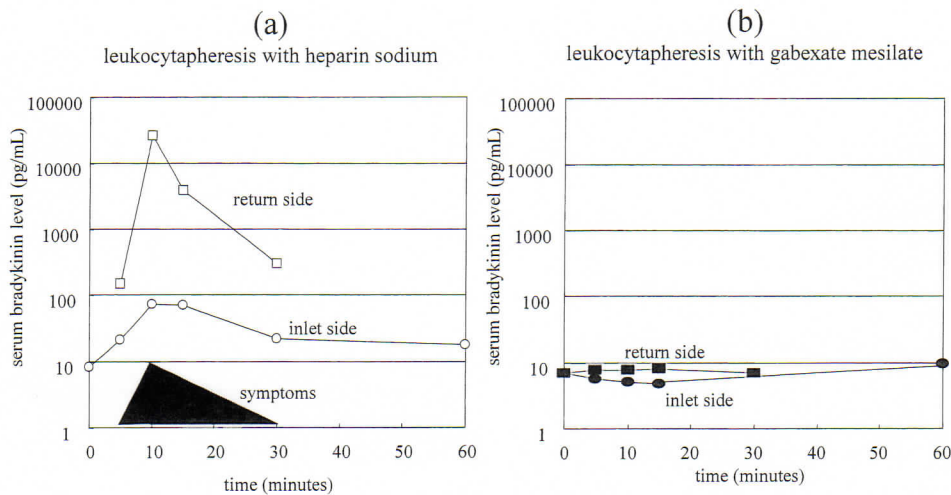 (a)
leukocytapheresis with heparin sodium
serum bradykinin level (pg/mL)
100000
10000
1000
100
10
1
return side
inlet side
symptoms
0 10 20 30 40 50 60
time (minutes)
(b)
leukocytapheresis with gabexate mesilate
serum bradykinin level (pg/mL)
100000
10000
1000
100
10
1
return side
inlet side
0 10 20 30 40 50 60
time (minutes)